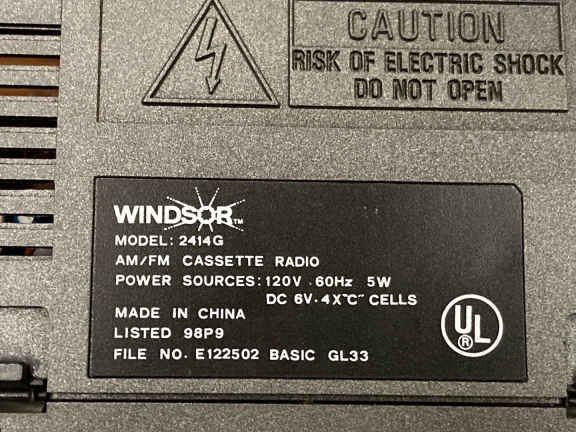 CAUTION
RISK OF ELECTRIC SHOCK
DO NOT OPEN
WINDSOR™
MODEL: 2414G
AM/FM CASSETTE RADIO
POWER SOURCES: 120V . 60Hz 5W
DC 6V. 4X"C" CELLS
MADE IN CHINA
LISTED 98P9
FILE NO. E122502 BASIC GL33
UL
®